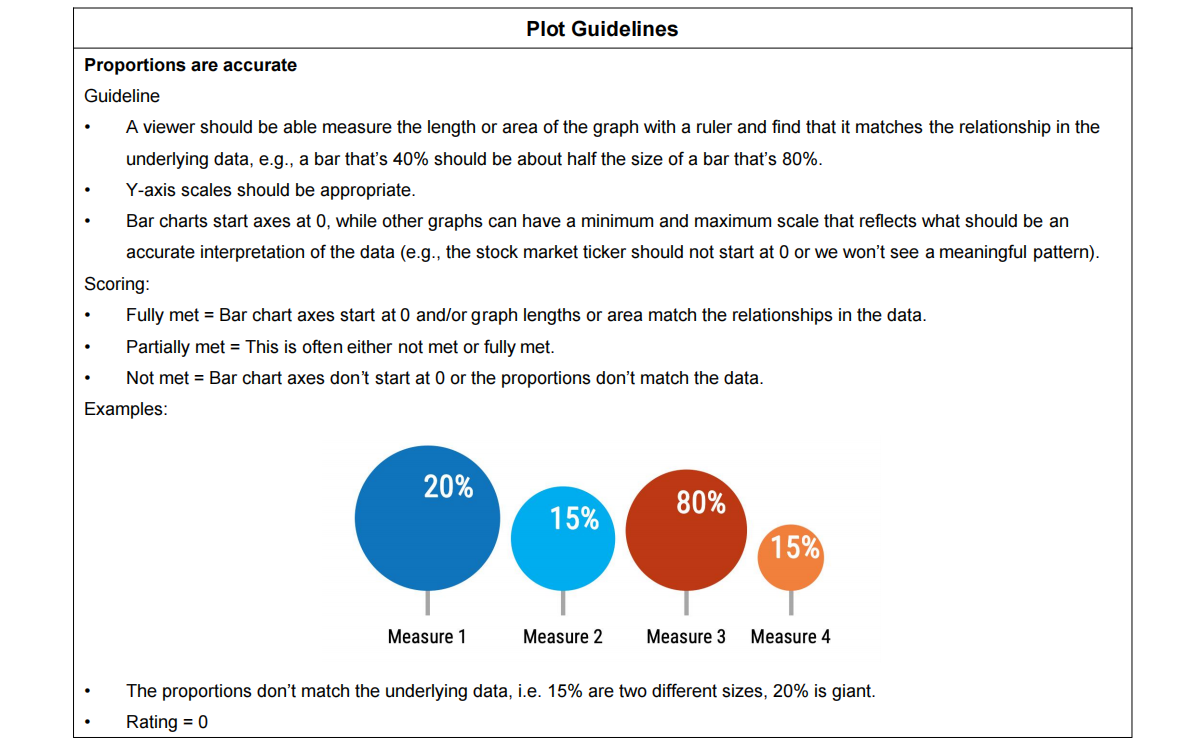 Plot Guidelines
Proportions are accurate
Guideline
• A viewer should be able measure the length or area of the graph with a ruler and find that it matches the relationship in the
underlying data, e.g., a bar that's 40% should be about half the size of a bar that's 80%.
• Y-axis scales should be appropriate.
• Bar charts start axes at 0, while other graphs can have a minimum and maximum scale that reflects what should be an
accurate interpretation of the data (e.g., the stock market ticker should not start at 0 or we won't see a meaningful pattern).
Scoring:
• Fully met = Bar chart axes start at 0 and/or graph lengths or area match the relationships in the data.
• Partially met = This is often either not met or fully met.
• Not met = Bar chart axes don't start at 0 or the proportions don't match the data.
Examples:
20% 15% 80% 15%
Measure 1 Measure 2 Measure 3 Measure 4
• The proportions don't match the underlying data, i.e. 15% are two different sizes, 20% is giant.
• Rating = 0